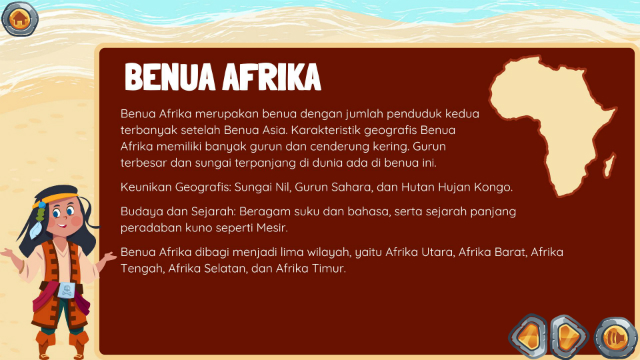 BENUA AFRIKA
Benua Afrika merupakan benua dengan jumlah penduduk kedua
terbanyak setelah Benua Asia. Karakteristik geografis Benua
Afrika memiliki banyak gurun dan cenderung kering. Gurun
terbesar dan sungai terpanjang di dunia ada di benua ini.
Keunikan Geografis: Sungai Nil, Gurun Sahara, dan Hutan Hujan Kongo.
Budaya dan Sejarah: Beragam suku dan bahasa, serta sejarah panjang
peradaban kuno seperti Mesir.
Benua Afrika dibagi menjadi lima wilayah, yaitu Afrika Utara, Afrika Barat, Afrika
Tengah, Afrika Selatan, dan Afrika Timur.